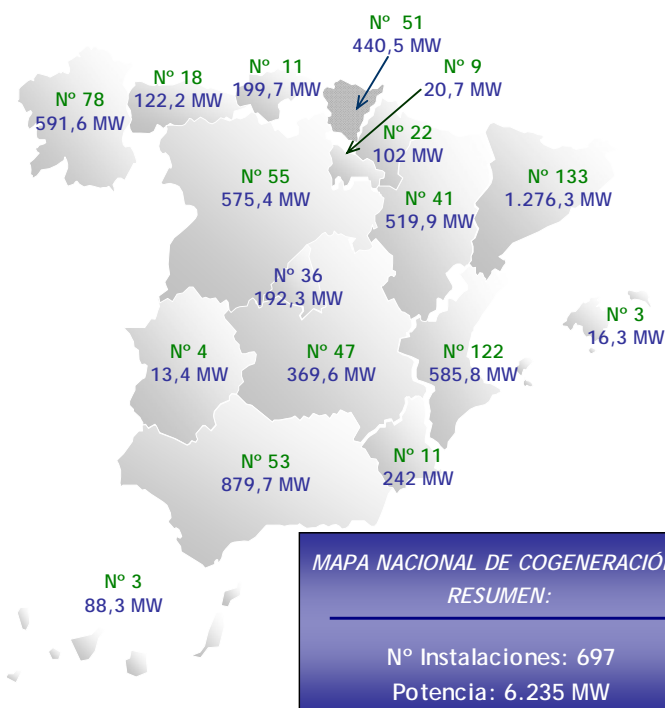 Nº 51
440,5 MW
Nº 11
199,7 MW
Nº 9
20,7 MW
Nº 18
122,2 MW
Nº 78
591,6 MW
Nº 22
102 MW
Nº 55
575,4 MW
Nº 41
519,9 MW
Nº 133
1.276,3 MW
Nº 36
192,3 MW
Nº 3
16,3 MW
Nº 4
13,4 MW
Nº 47
369,6 MW
Nº 122
585,8 MW
Nº 53
879,7 MW
Nº 11
242 MW
Nº 3
88,3 MW
MAPA NACIONAL DE COGENERACIÓN
RESUMEN:
Nº Instalaciones: 697
Potencia: 6.235 MW